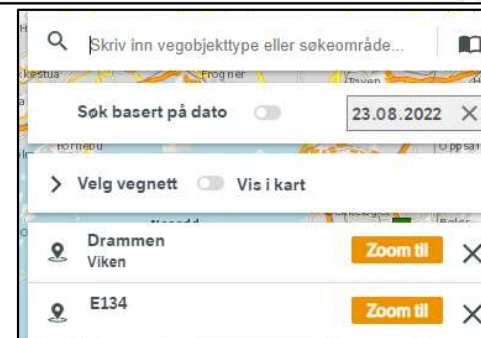 Skriv inn vegobjekttype eller søkeområde...
Frogner
Søk basert på dato
23.08.2022
Velg vegnett
Vis i kart
Drammen
Viken
Zoom til
E134
Zoom til